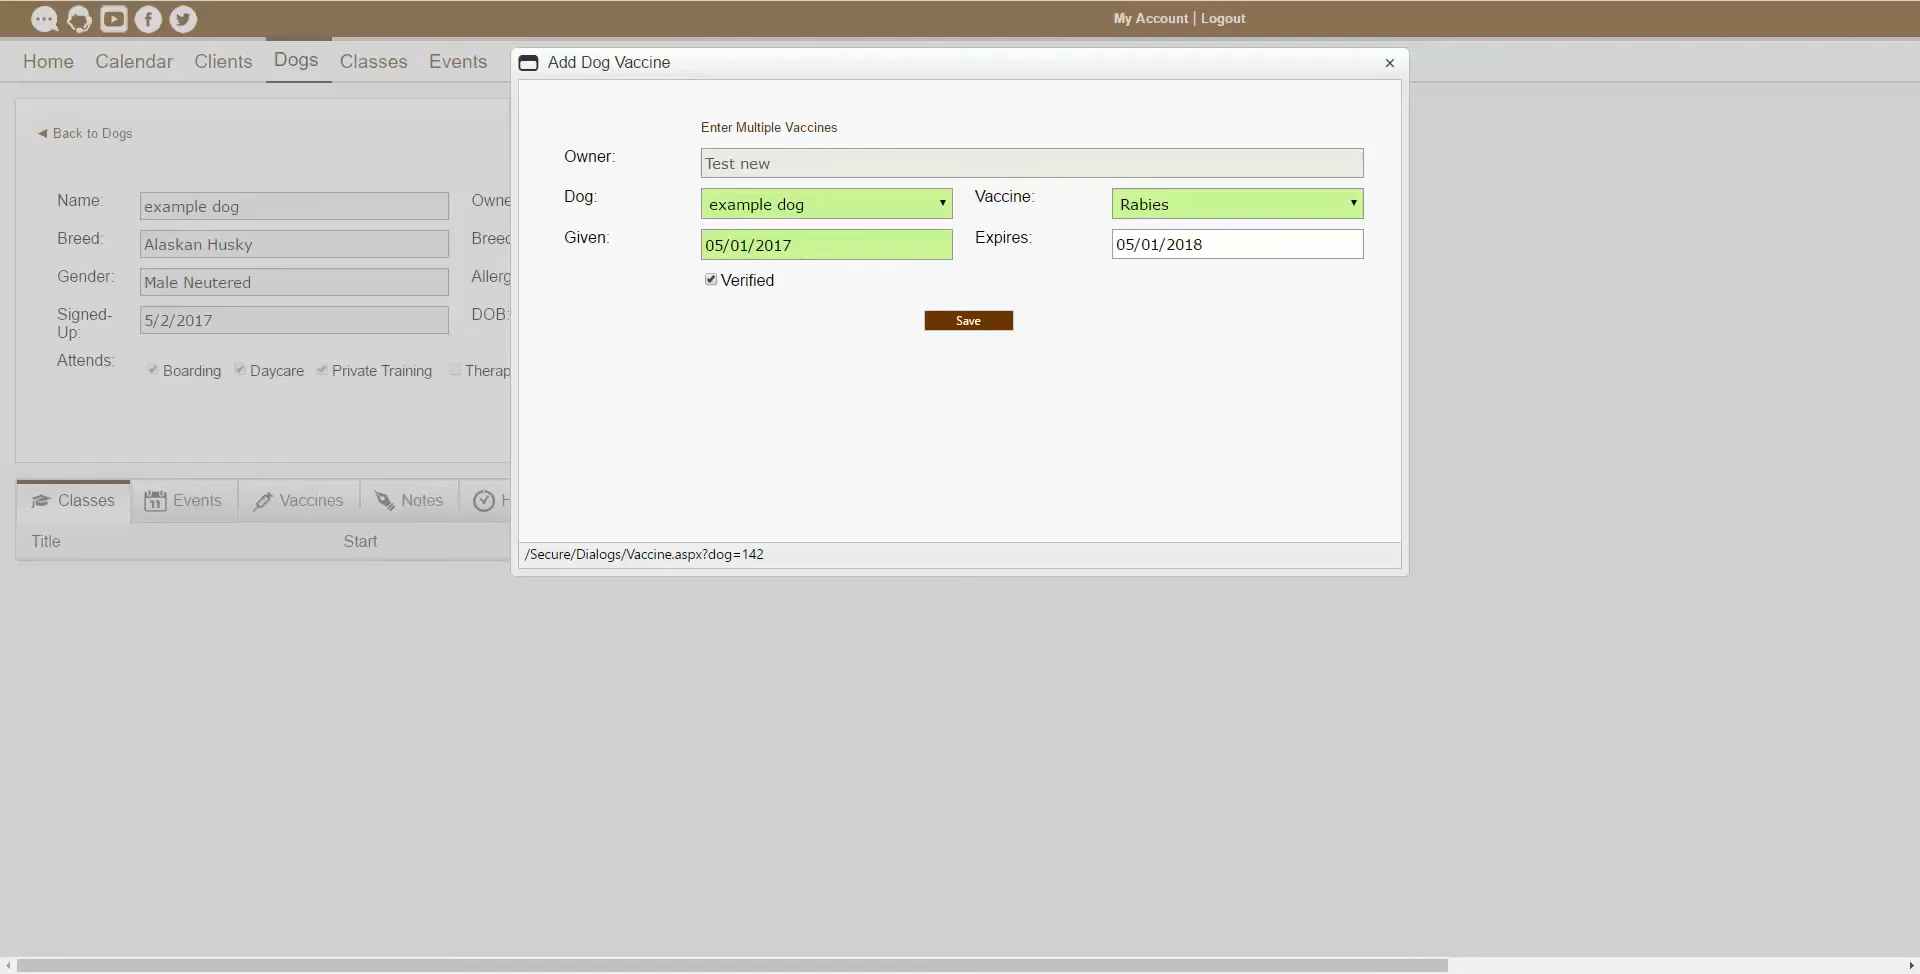 My Account | Logout
Home Calendar Clients Dogs Classes Events
Add Dog Vaccine
◄ Back to Dogs
Enter Multiple Vaccines
Owner: Test new
Dog: example dog Vaccine: Rabies
Given: 05/01/2017 Expires: 05/01/2018
Verified
Save
Name: example dog Owne
Breed: Alaskan Husky Breed
Gender: Male Neutered Allerg
Signed-
Up: 5/2/2017 DOB:
Attends: Boarding Daycare Private Training Therap
Classes Events Vaccines Notes H
Title Start
/Secure/Dialogs/Vaccine.aspx?dog=142